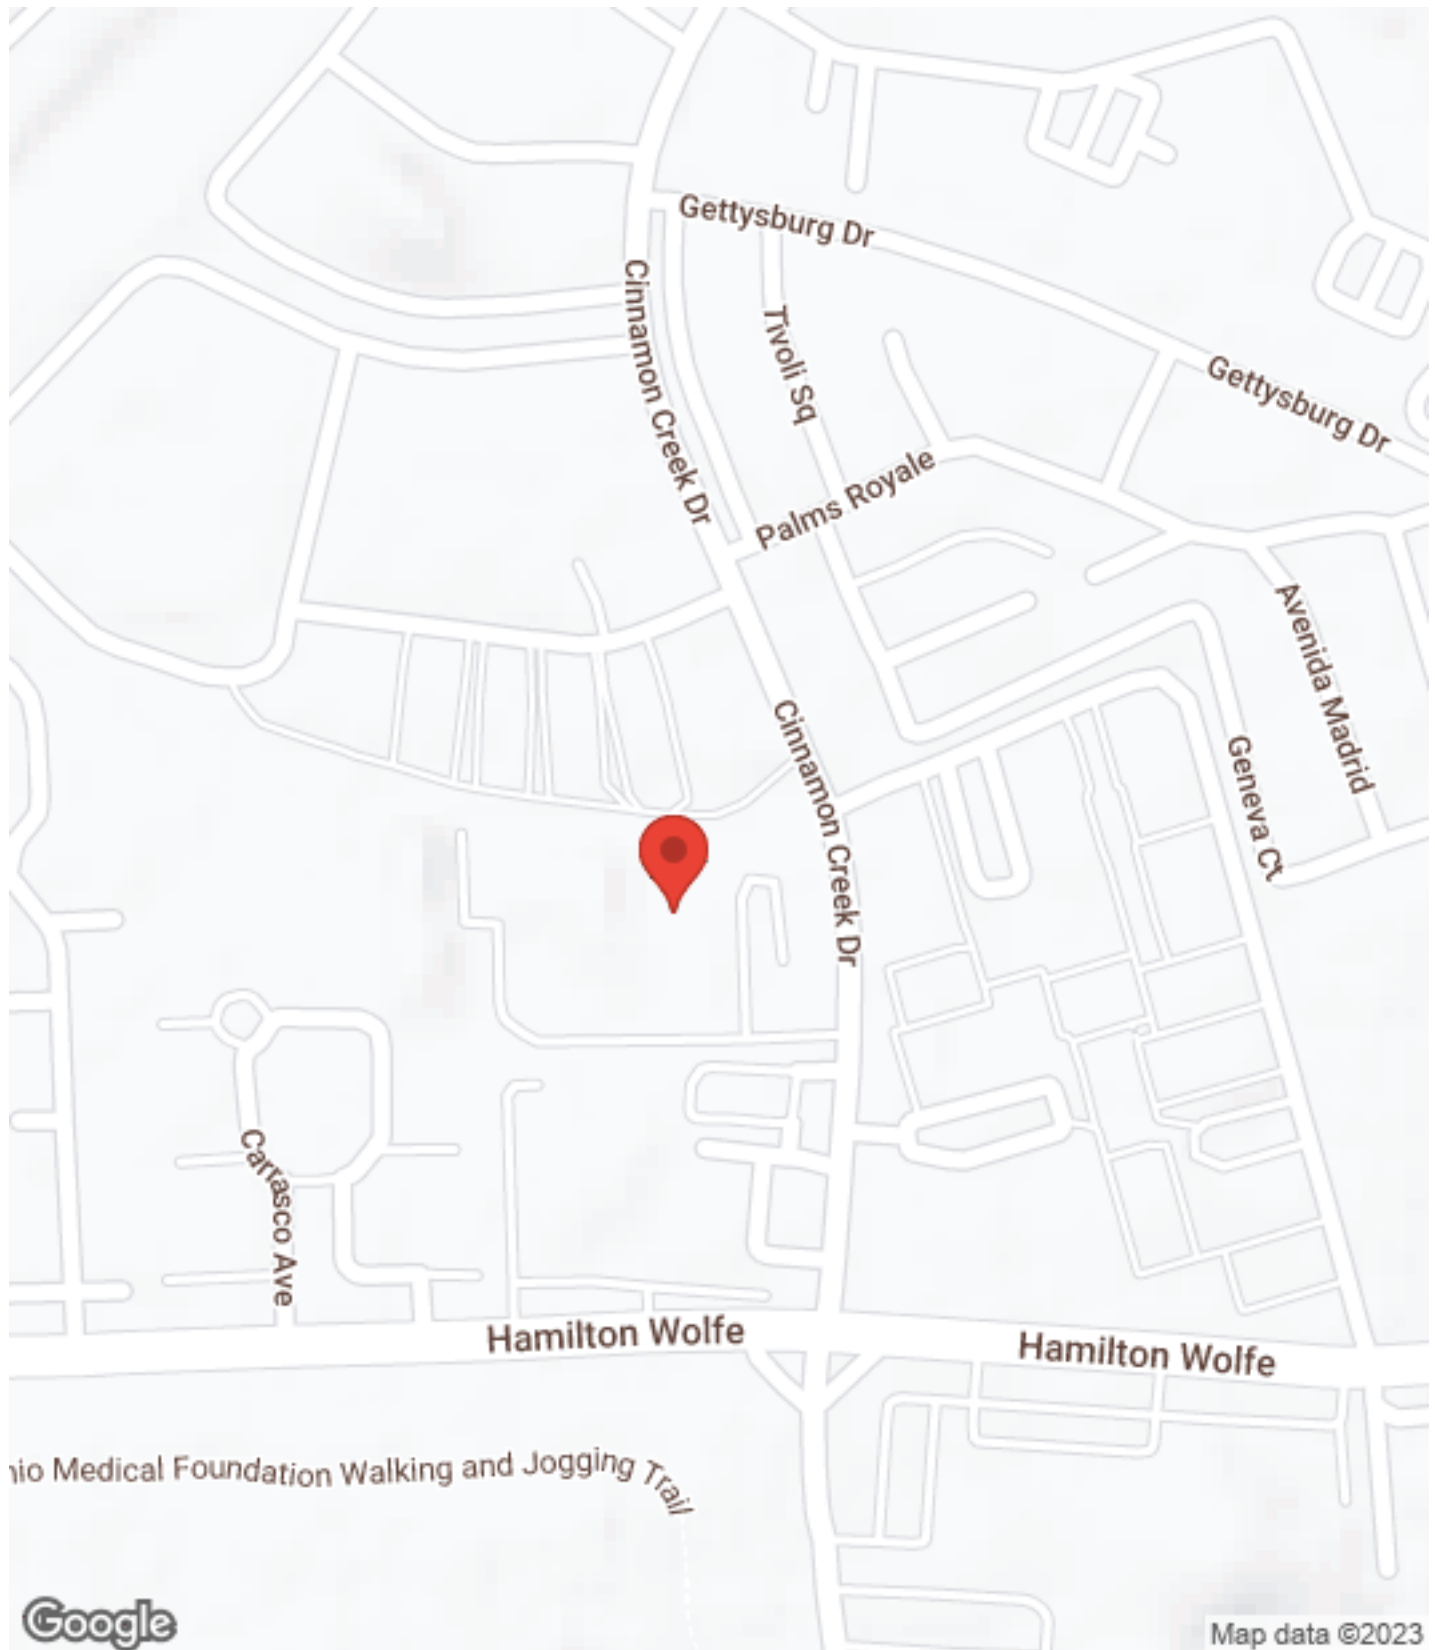 Gettysburg Dr
Cinnamon Creek Dr
Tivoli Sq
Gettysburg Dr
Palms Royale
Avenida Madrid
Cinnamon Creek Dr
Geneva Ct
Carrasco Ave
Hamilton Wolfe
Hamilton Wolfe
nio Medical Foundation Walking and Jogging Trail
Google
Map data ©2023